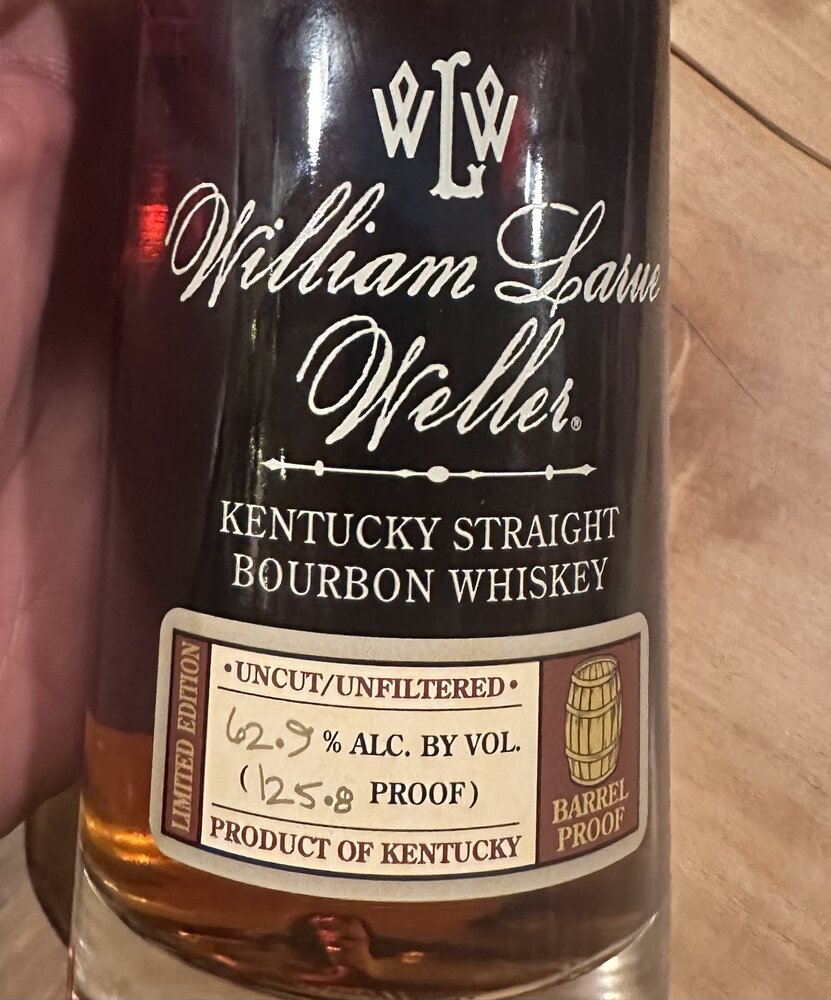 WLW
William Larue
Weller®
KENTUCKY STRAIGHT
BOURBON WHISKEY
LIMITED EDITION
•UNCUT/UNFILTERED•
62.9 % ALC. BY VOL.
(125.8 PROOF)
PRODUCT OF KENTUCKY
BARREL
PROOF